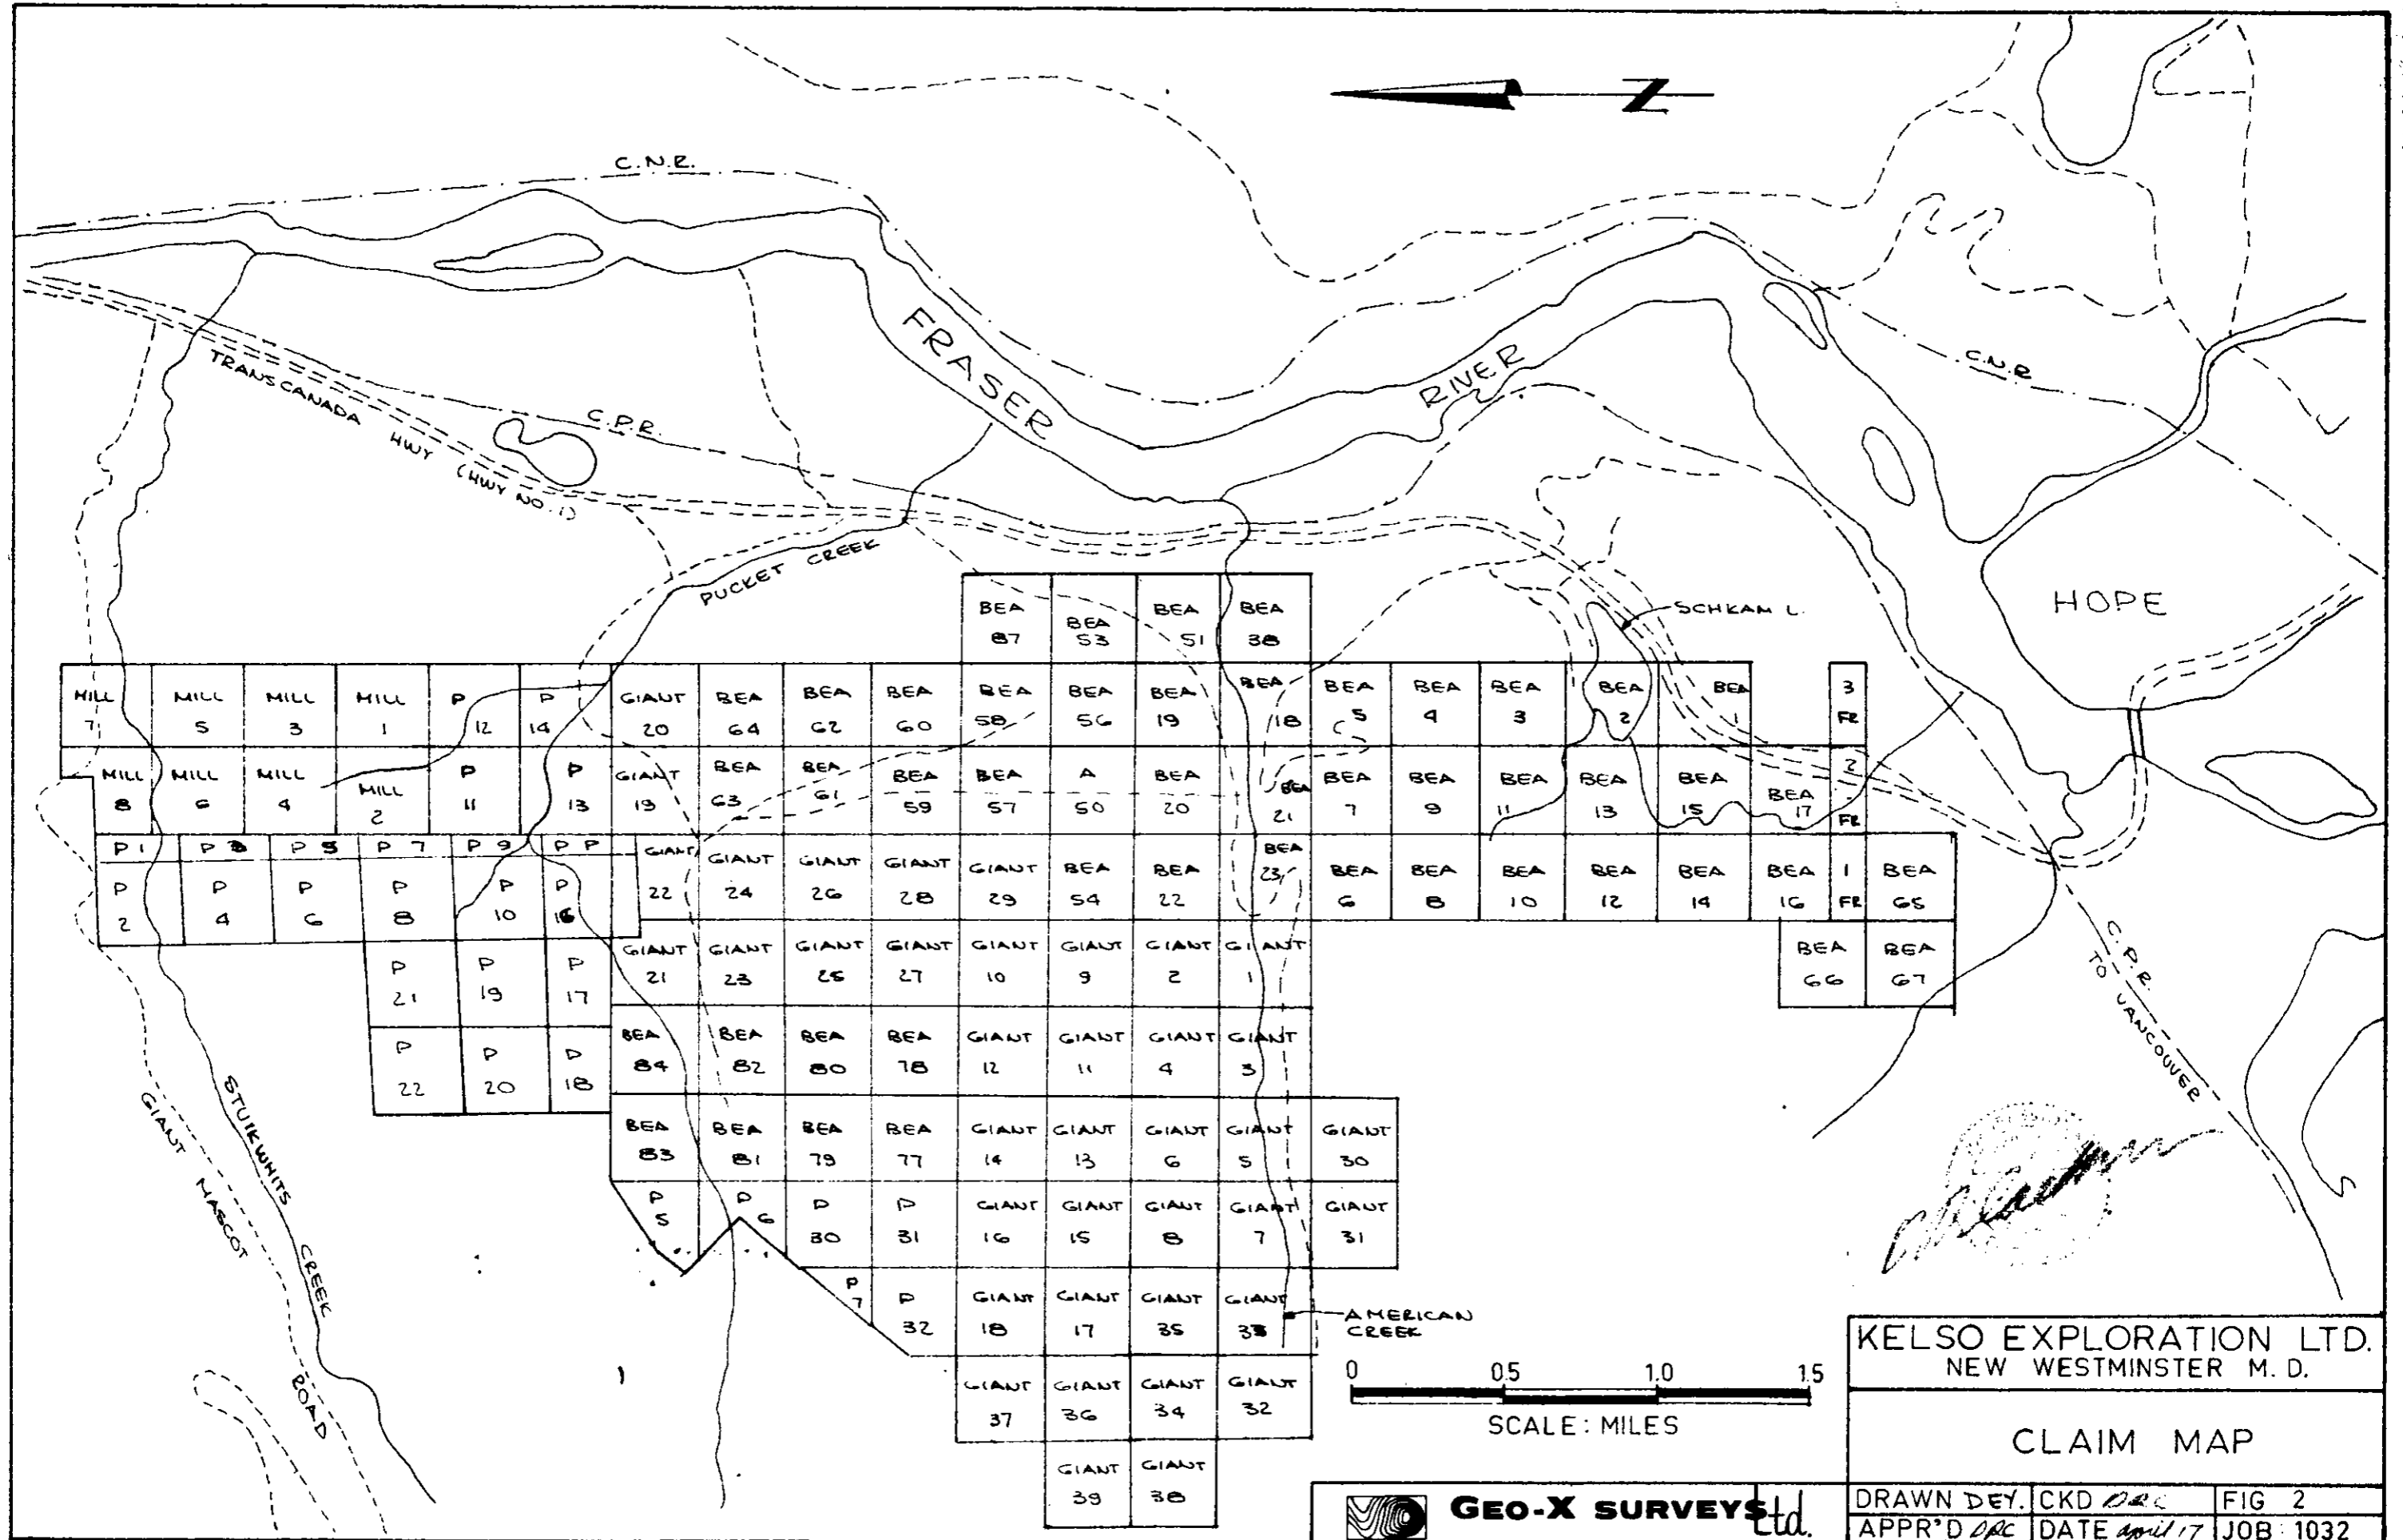 N
C.N.R.
FRASER
RIVER
C.N.R
TRANSCANADA HWY (HWY NO. 1)
C.P.R.
PUCKET CREEK
SCHKAM L.
HOPE
BEA 87
BEA 53
BEA 51
BEA 38
MILL 7
MILL 5
MILL 3
MILL 1
P 12
P 14
GIANT 20
BEA 64
BEA 62
BEA 60
BEA 58
BEA 56
BEA 19
BEA 18
BEA 5
BEA 4
BEA 3
BEA 2
BEA 1
3 FR
MILL 8
MILL 6
MILL 4
MILL 2
P 11
P 13
GIANT 19
BEA 63
BEA 61
BEA 59
BEA 57
A 50
BEA 20
BEA 21
BEA 7
BEA 9
BEA 11
BEA 13
BEA 15
BEA 17
2 FR
P 1
P 3
P 5
P 7
P 9
P P
P 2
P 4
P 6
P 8
P 10
P 16
GIANT 22
GIANT 24
GIANT 26
GIANT 28
GIANT 29
BEA 54
BEA 22
BEA 23
BEA 6
BEA 8
BEA 10
BEA 12
BEA 14
BEA 16
1 FR
BEA 65
P 21
P 19
P 17
GIANT 21
GIANT 23
GIANT 25
GIANT 27
GIANT 10
GIANT 9
GIANT 2
GIANT 1
BEA 66
BEA 67
P 22
P 20
P 18
BEA 84
BEA 82
BEA 80
BEA 78
GIANT 12
GIANT 11
GIANT 4
GIANT 3
BEA 83
BEA 81
BEA 79
BEA 77
GIANT 14
GIANT 13
GIANT 6
GIANT 5
GIANT 30
P 5
P 6
P 30
P 31
GIANT 16
GIANT 15
GIANT 8
GIANT 7
GIANT 31
P 7
P 32
GIANT 18
GIANT 17
GIANT 35
GIANT 33
GIANT 37
GIANT 36
GIANT 34
GIANT 32
GIANT 39
GIANT 38
C.P.R.
TO VANCOUVER
STUIKWHITS CREEK
GIANT MASCOT ROAD
AMERICAN
CREEK
0 0.5 1.0 1.5
SCALE: MILES
KELSO EXPLORATION LTD.
NEW WESTMINSTER M. D.
CLAIM MAP
GEO-X SURVEYS Ltd.
DRAWN DEY. CKD DRC FIG 2
APPR'D DRC DATE april 17 JOB 1032